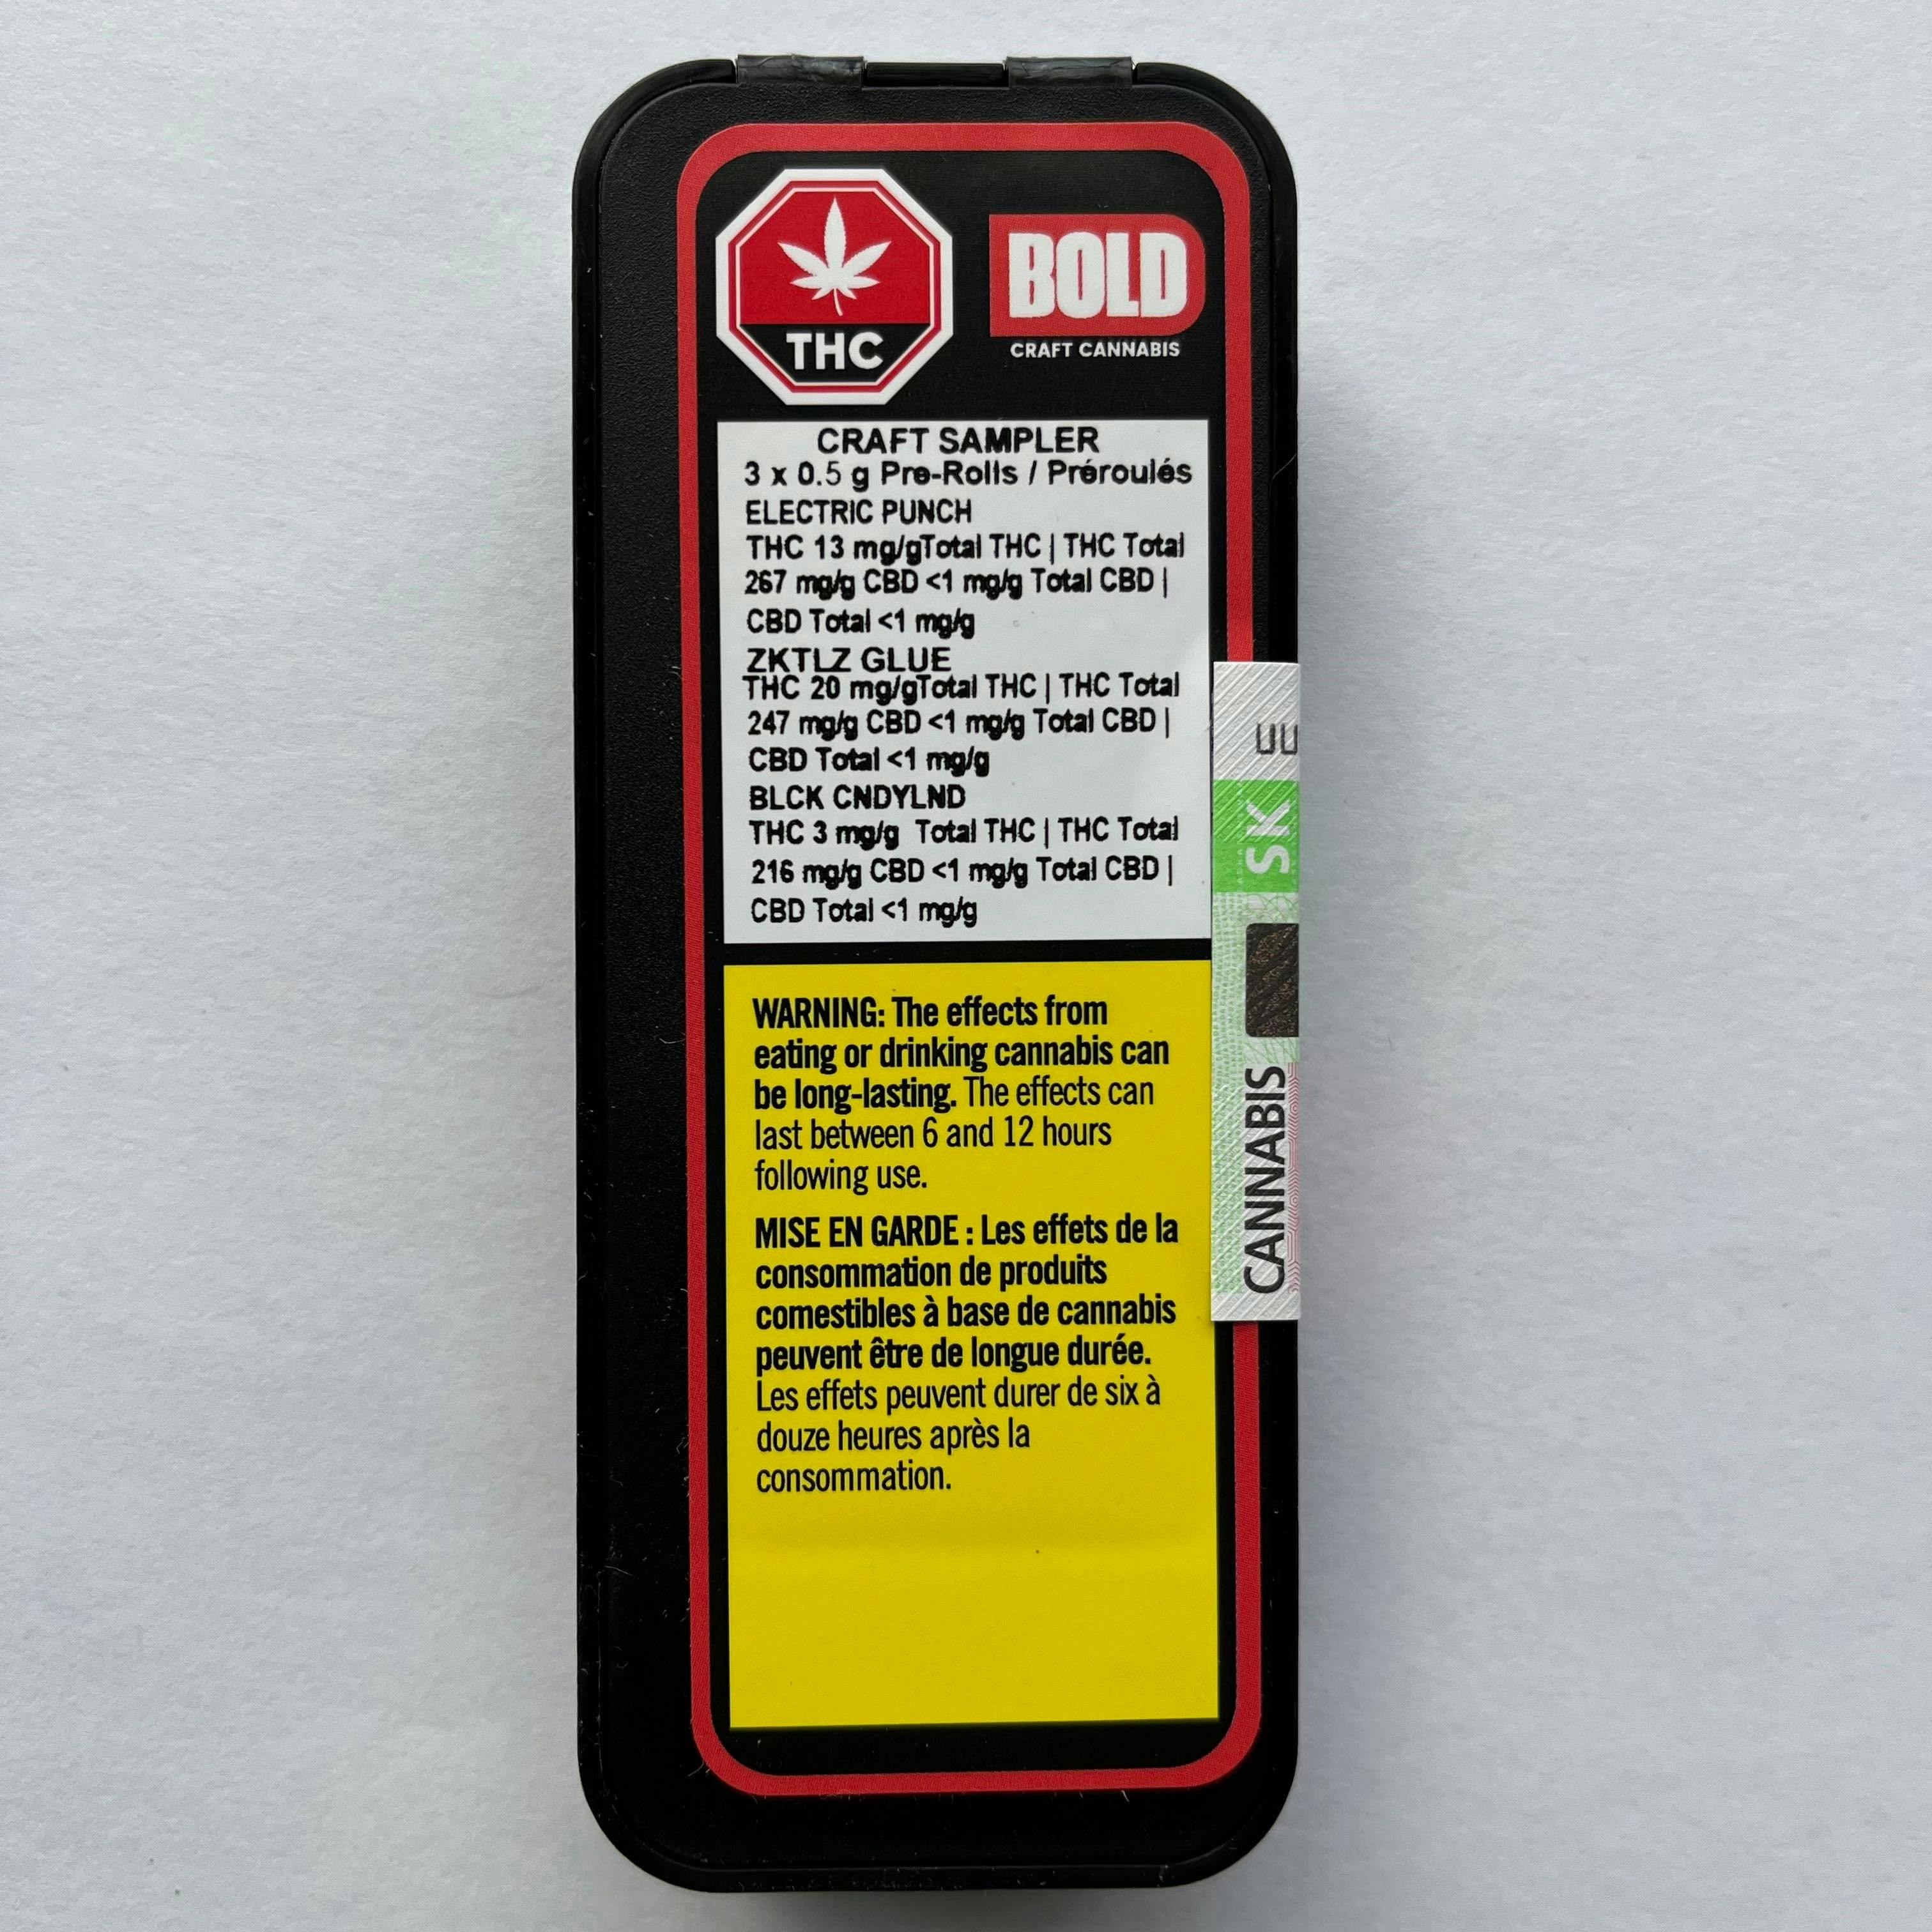 THC
BOLD
CRAFT CANNABIS
CRAFT SAMPLER
3 x 0.5 g Pre-Rolls / Préroulés
ELECTRIC PUNCH
THC 13 mg/gTotal THC | THC Total
267 mg/g CBD <1 mg/g Total CBD |
CBD Total <1 mg/g
ZKTLZ GLUE
THC 20 mg/gTotal THC | THC Total
247 mg/g CBD <1 mg/g Total CBD |
CBD Total <1 mg/g
BLCK CNDYLND
THC 3 mg/g Total THC | THC Total
216 mg/g CBD <1 mg/g Total CBD |
CBD Total <1 mg/g
WARNING: The effects from
eating or drinking cannabis can
be long-lasting. The effects can
last between 6 and 12 hours
following use.
MISE EN GARDE : Les effets de la
consommation de produits
comestibles à base de cannabis
peuvent être de longue durée.
Les effets peuvent durer de six à
douze heures après la
consommation.
CANNABIS
SK